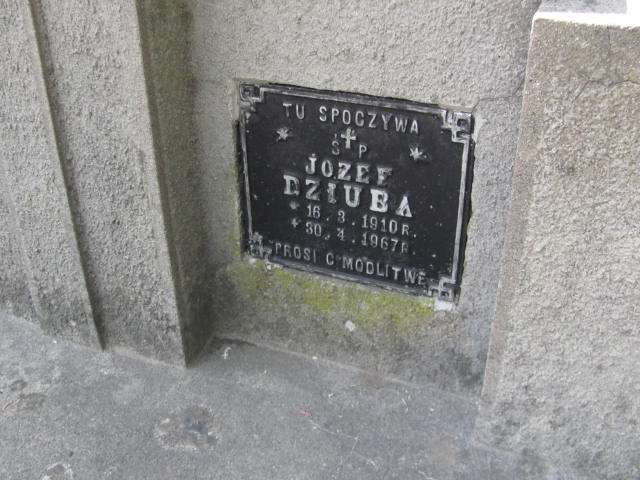 TU SPOCZYWA
Ś P
JÓZEF
DZIUBA
* 16. 3. 1910 R.
+ 30. 4. 1967 R.
PROSI O MODLITWĘ